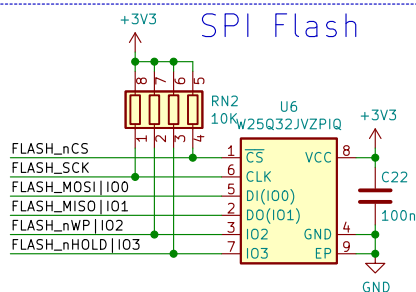 SPI Flash
+3V3
8 7 6 5
RN2
10K
1 2 3 4
U6
W25Q32JVZPIQ
+3V3
FLASH_nCS
1
CS
VCC
8
FLASH_SCK
6
CLK
FLASH_MOSI|IO0
5
DI(IO0)
C22
100n
FLASH_MISO|IO1
2
DO(IO1)
FLASH_nWP|IO2
3
IO2
GND
4
FLASH_nHOLD|IO3
7
IO3
EP
9
GND